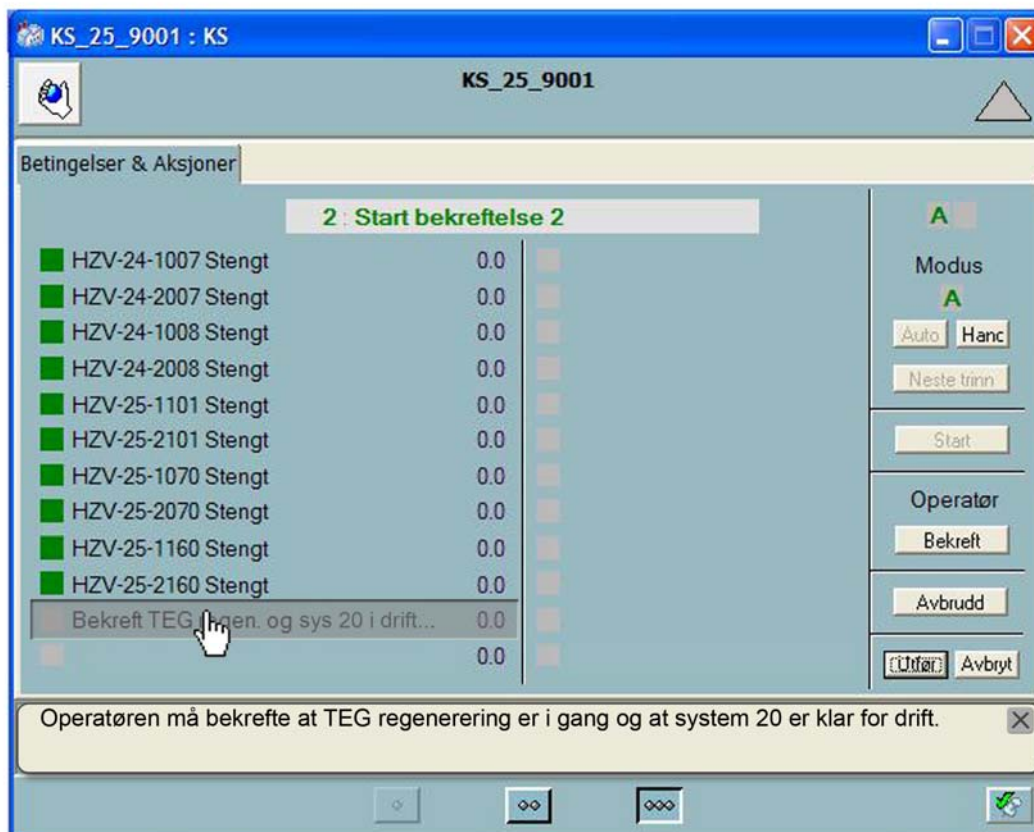 KS_25_9001 : KS
KS_25_9001
Betingelser & Aksjoner
2 : Start bekreftelse 2
A
HZV-24-1007 Stengt 0.0
Modus
HZV-24-2007 Stengt 0.0
A
HZV-24-1008 Stengt 0.0
Auto Hanc
HZV-24-2008 Stengt 0.0
Neste trinn
HZV-25-1101 Stengt 0.0
HZV-25-2101 Stengt 0.0
Start
HZV-25-1070 Stengt 0.0
HZV-25-2070 Stengt 0.0
Operatør
HZV-25-1160 Stengt 0.0
Bekreft
HZV-25-2160 Stengt 0.0
Avbrudd
Bekreft TEG regen. og sys 20 i drift... 0.0
0.0
Utfør Avbryt
Operatøren må bekrefte at TEG regenerering er i gang og at system 20 er klar for drift.